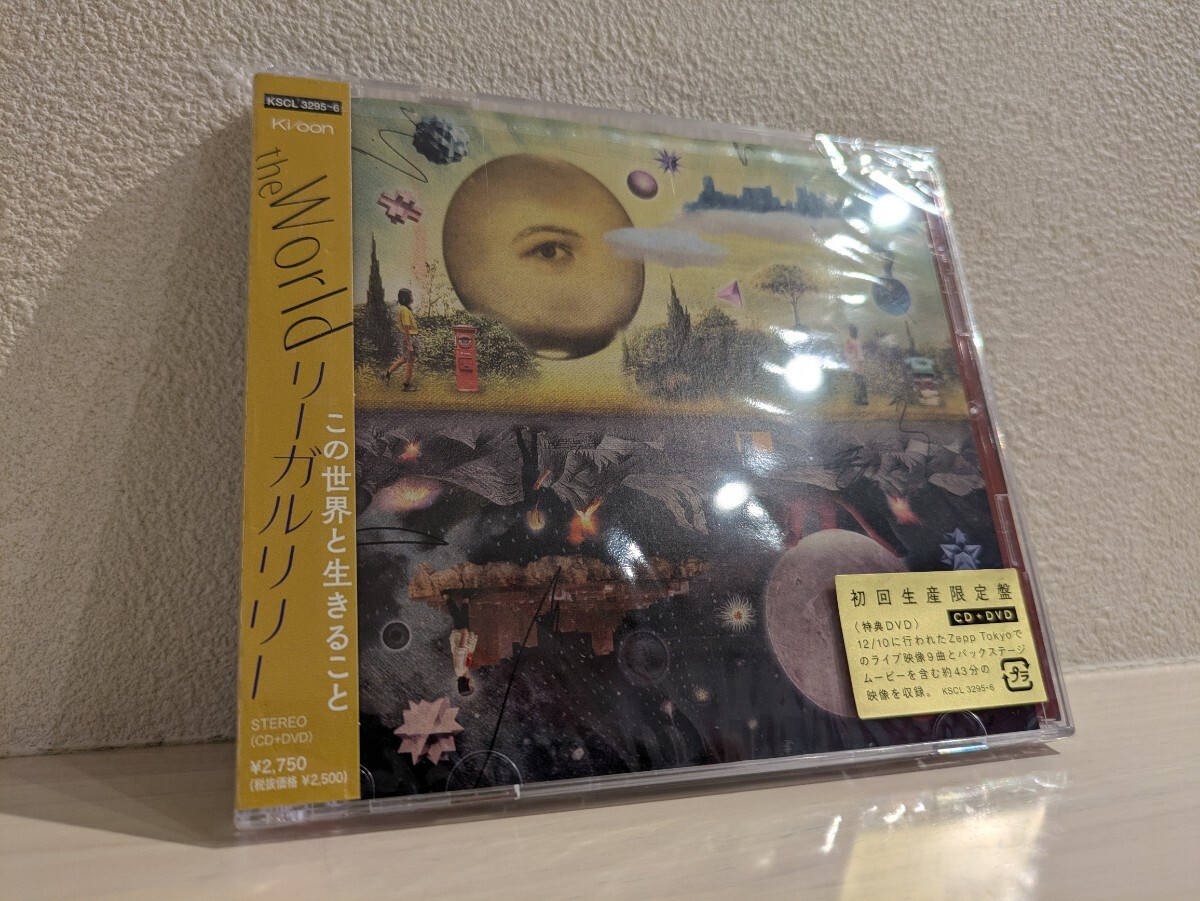 KSCL 3295~6
Ki/oon
the World リーガルリリー
この世界と生きること
STEREO
(CD+DVD)
¥2,750
(税抜価格 ¥2,500)
初回生産限定盤
CD+DVD
〈特典DVD〉
12/10に行われたZepp Tokyoで
のライブ映像9曲とバックステージ
ムービーを含む約43分の
映像を収録。 KSCL 3295-6
プラ